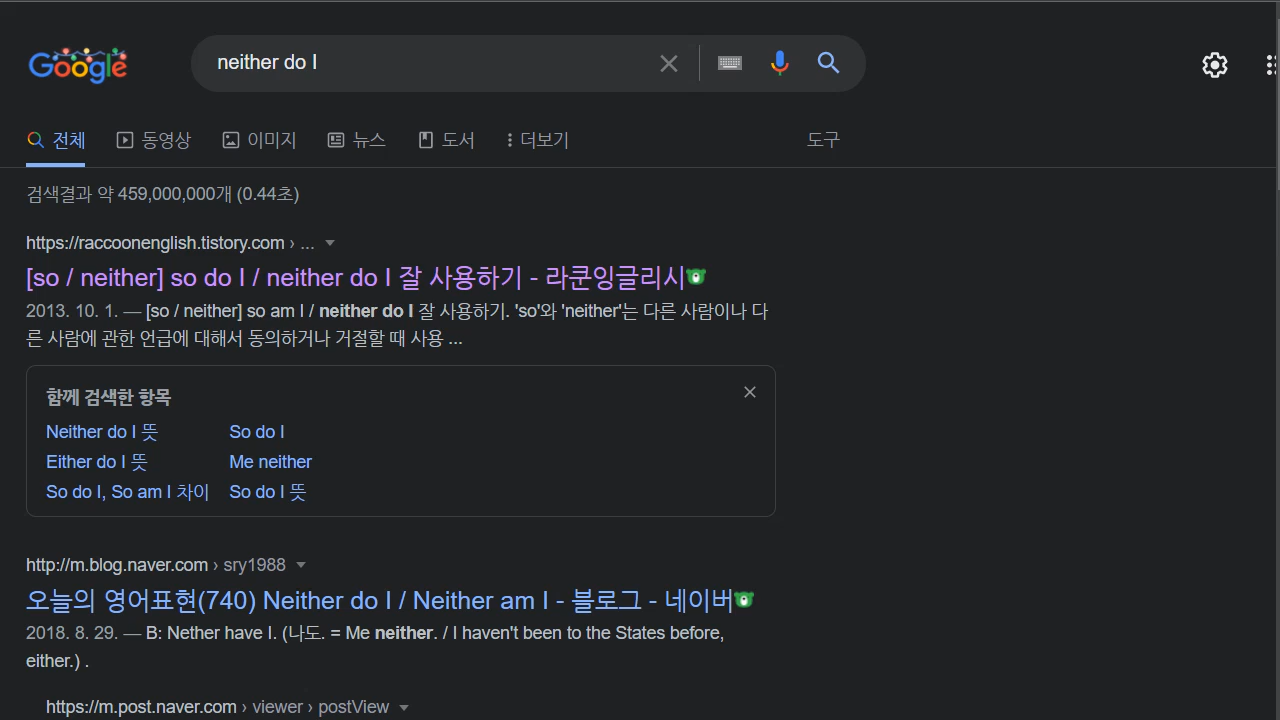 Google
neither do I
전체 동영상 이미지 뉴스 도서 더보기 도구
검색결과 약 459,000,000개 (0.44초)
https://raccoonenglish.tistory.com › ...
[so / neither] so do I / neither do I 잘 사용하기 - 라쿤잉글리시
2013. 10. 1. — [so / neither] so am I / neither do I 잘 사용하기. 'so'와 'neither'는 다른 사람이나 다
른 사람에 관한 언급에 대해서 동의하거나 거절할 때 사용 ...
함께 검색한 항목
Neither do I 뜻 So do I
Either do I 뜻 Me neither
So do I, So am I 차이 So do I 뜻
http://m.blog.naver.com › sry1988
오늘의 영어표현(740) Neither do I / Neither am I - 블로그 - 네이버
2018. 8. 29. — B: Nether have I. (나도. = Me neither. / I haven't been to the States before,
either.) .
https://m.post.naver.com › viewer › postView